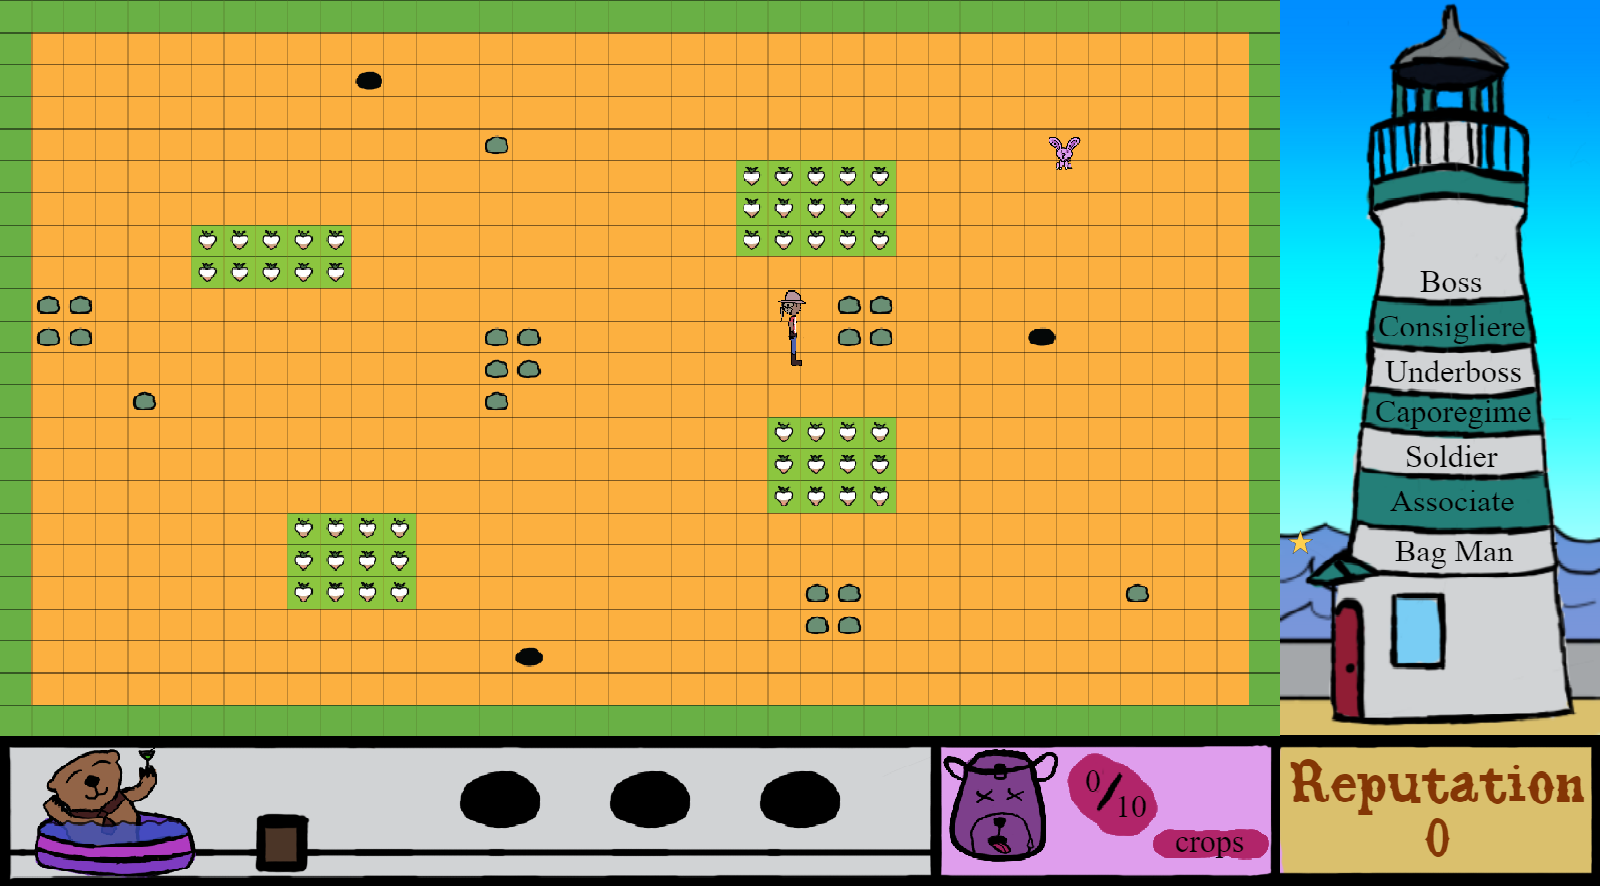 Boss
Consigliere
Underboss
Caporegime
Soldier
Associate
Bag Man
0/10
crops
Reputation
0